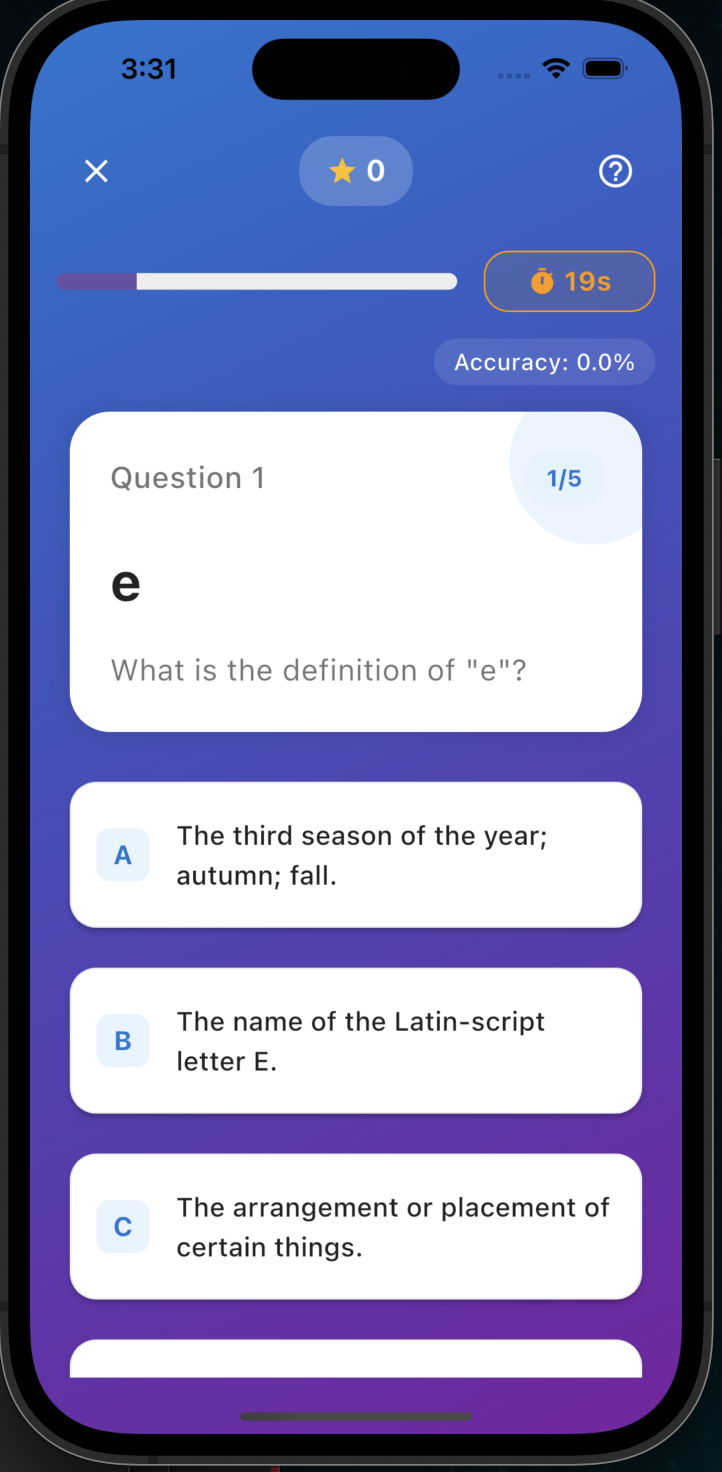 3:31
0
19s
Accuracy: 0.0%
Question 1
1/5
e
What is the definition of "e"?
A
The third season of the year;
autumn; fall.
B
The name of the Latin-script
letter E.
C
The arrangement or placement of
certain things.